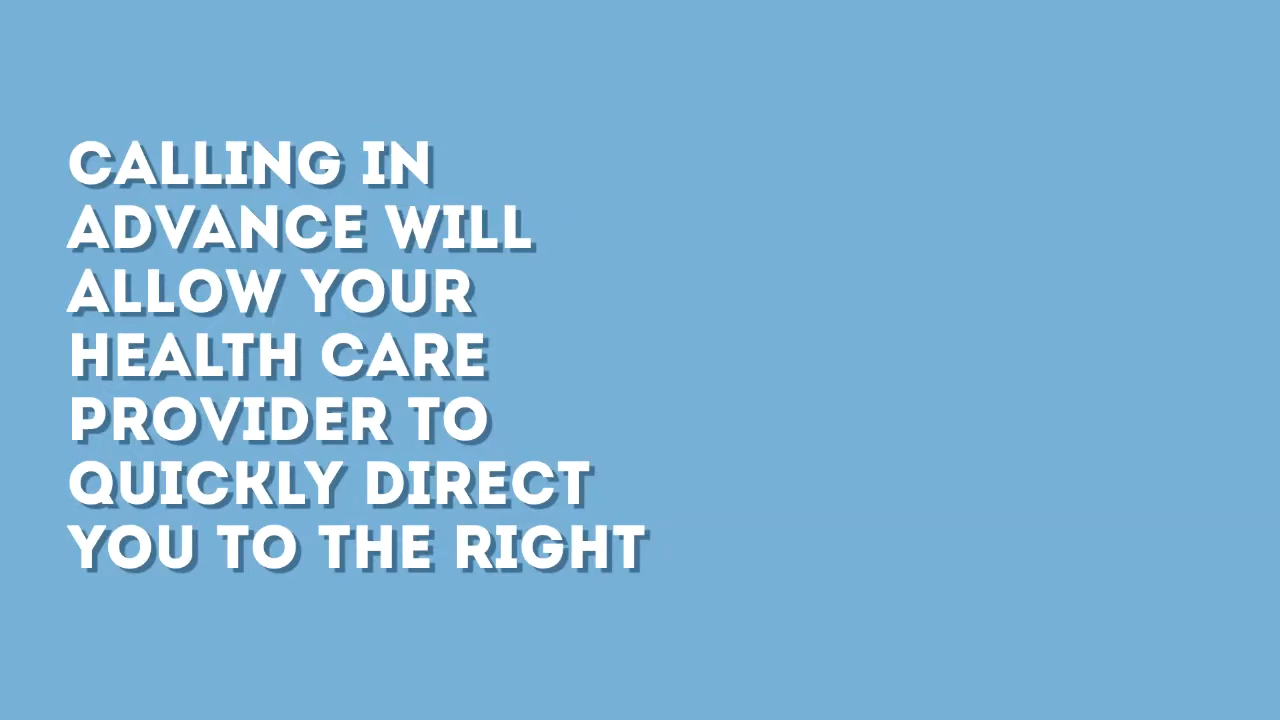 CALLING IN
ADVANCE WILL
ALLOW YOUR
HEALTH CARE
PROVIDER TO
QUICKLY DIRECT
YOU TO THE RIGHT